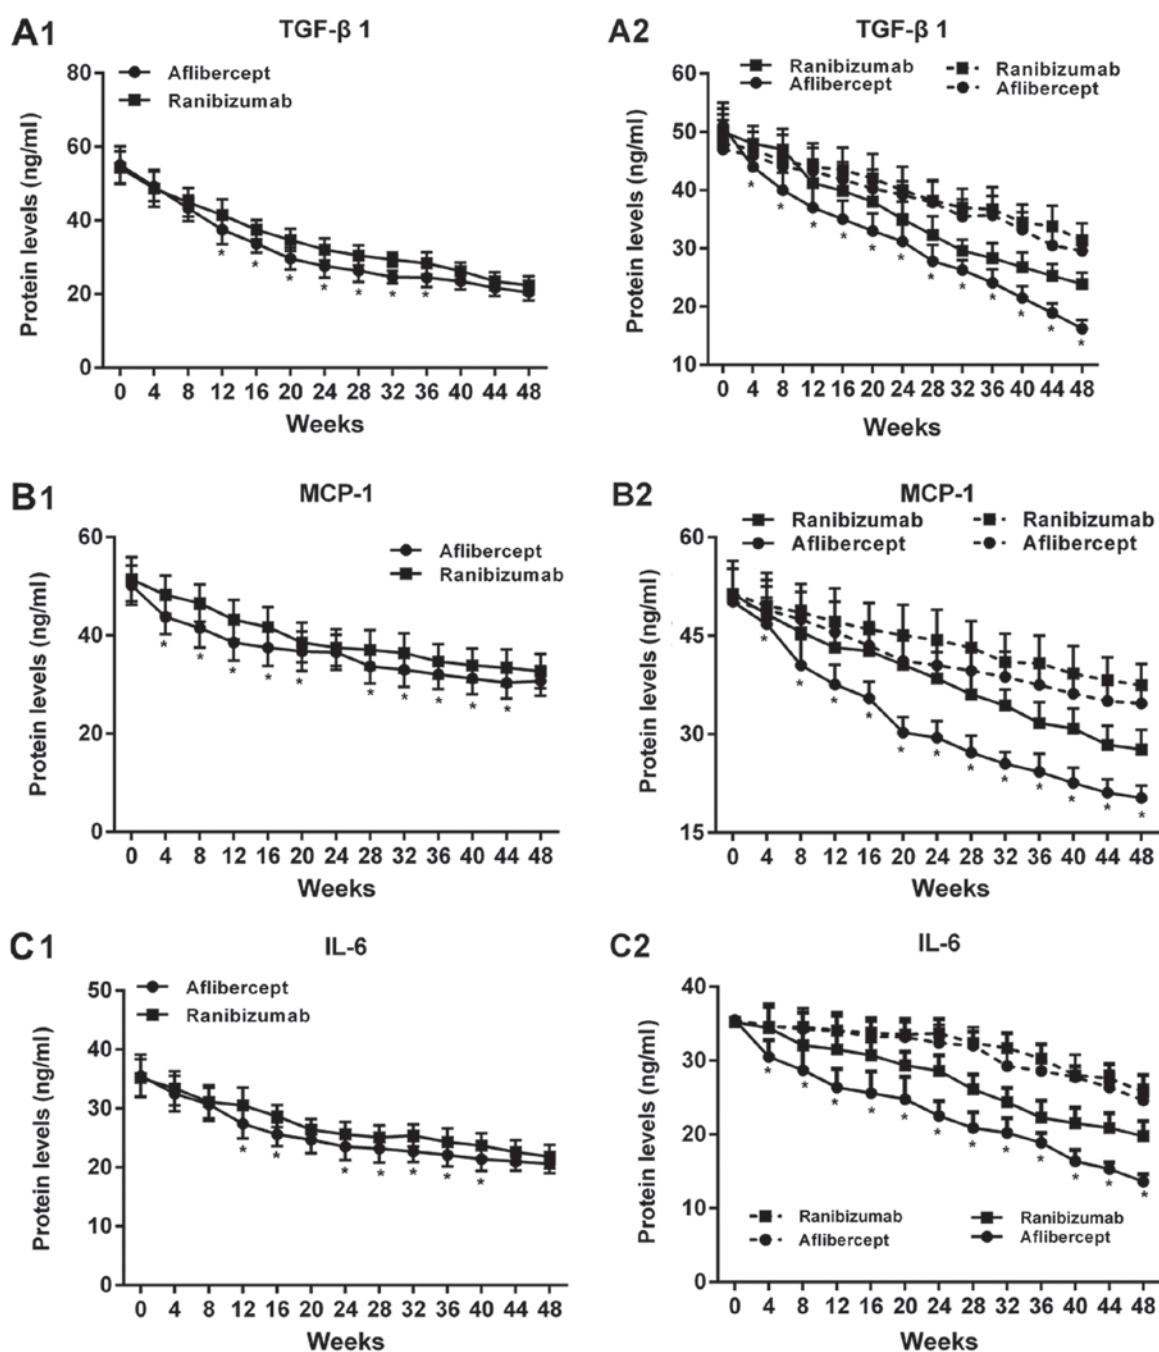 A1
TGF-β 1
Aflibercept
Ranibizumab
Protein levels (ng/ml)
80
60
40
20
0
0 4 8 12 16 20 24 28 32 36 40 44 48
* * * * * * *
Weeks
A2
TGF-β 1
Ranibizumab Ranibizumab
Aflibercept Aflibercept
Protein levels (ng/ml)
60
50
40
30
20
10
* * * * * * * * * * * *
0 4 8 12 16 20 24 28 32 36 40 44 48
Weeks
B1
MCP-1
Aflibercept
Ranibizumab
Protein levels (ng/ml)
60
40
20
0
* * * * * * * * * *
0 4 8 12 16 20 24 28 32 36 40 44 48
Weeks
B2
MCP-1
Ranibizumab Ranibizumab
Aflibercept Aflibercept
Protein levels (ng/ml)
60
45
30
15
* * * * * * * * * * * *
0 4 8 12 16 20 24 28 32 36 40 44 48
Weeks
C1
IL-6
Aflibercept
Ranibizumab
Protein levels (ng/ml)
50
40
30
20
10
0
* * * * * * *
0 4 8 12 16 20 24 28 32 36 40 44 48
Weeks
C2
IL-6
Protein levels (ng/ml)
40
30
20
10
0
* * * * * * * * * * * *
Ranibizumab Ranibizumab
Aflibercept Aflibercept
0 4 8 12 16 20 24 28 32 36 40 44 48
Weeks